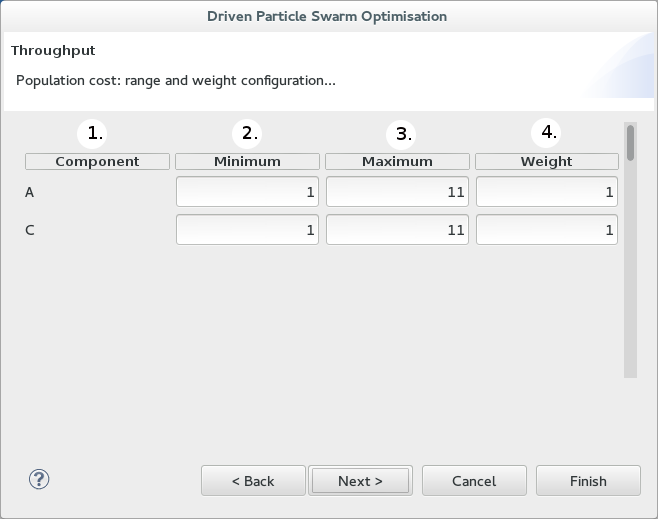 Driven Particle Swarm Optimisation
Throughput
Population cost: range and weight configuration...
1. 2. 3. 4.
Component Minimum Maximum Weight
A 1 11 1
C 1 11 1
? < Back Next > Cancel Finish